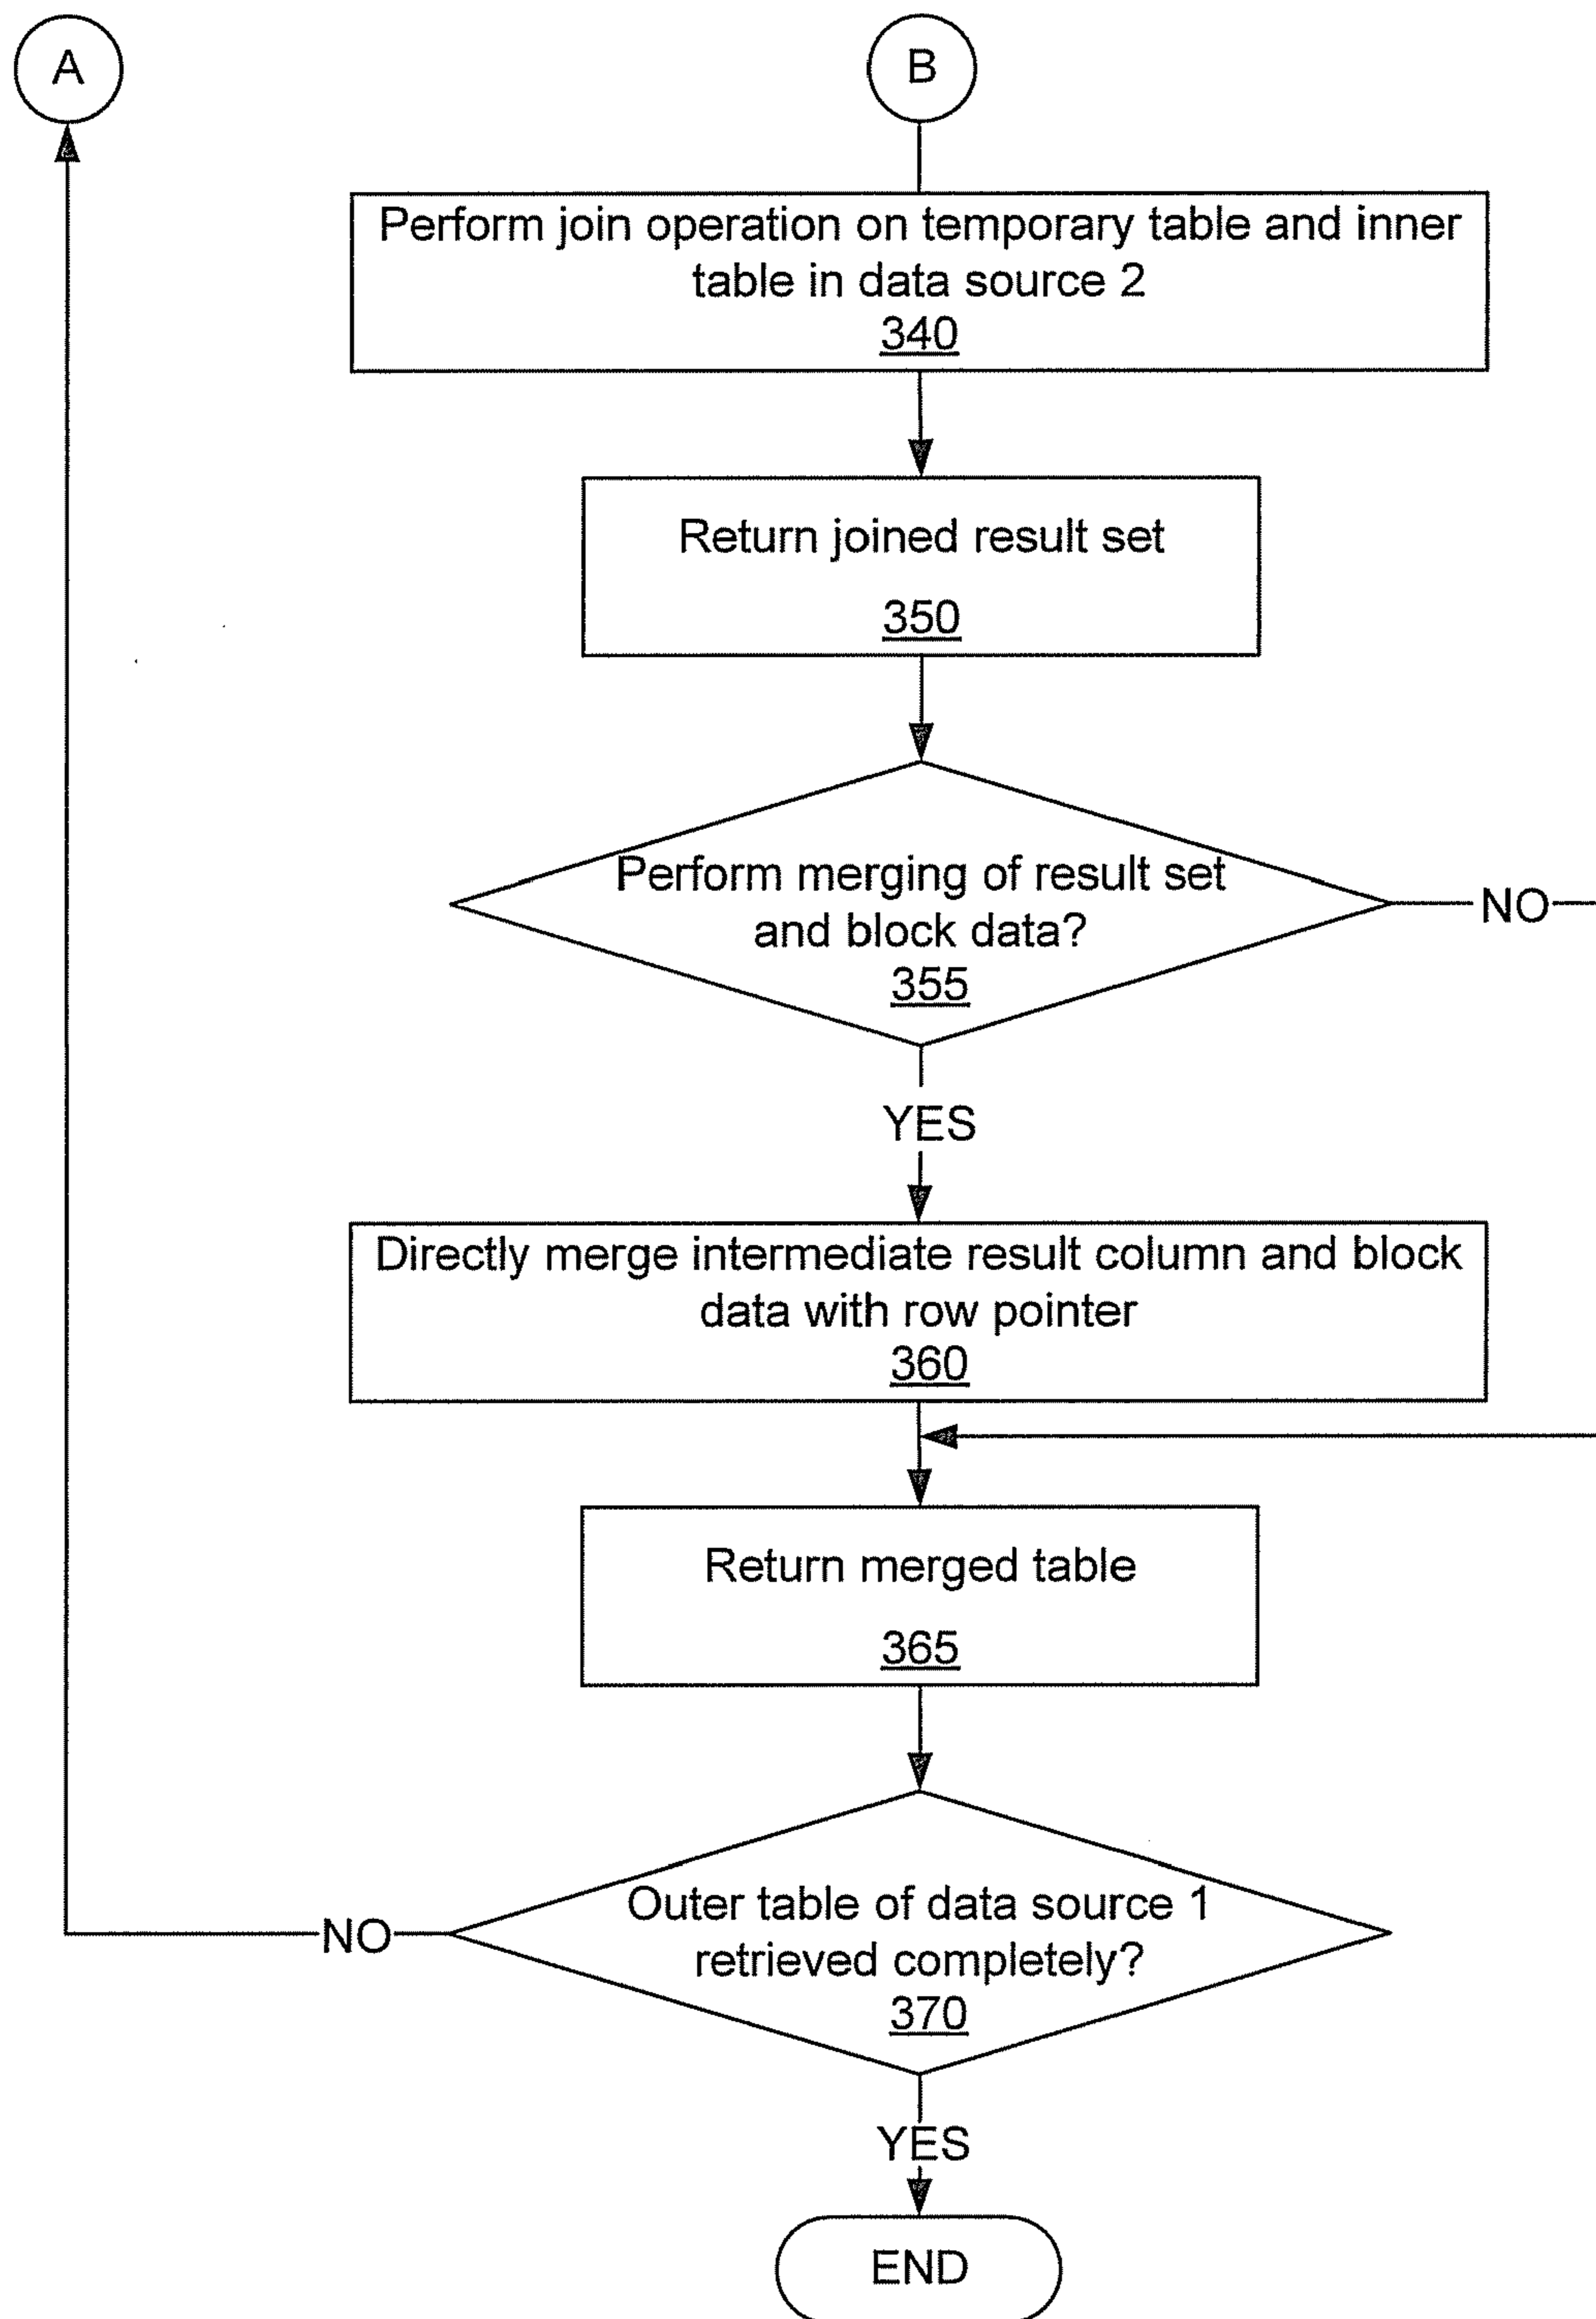 A
B
Perform join operation on temporary table and inner
table in data source 2
340
Return joined result set
350
Perform merging of result set
and block data?
355
NO
YES
Directly merge intermediate result column and block
data with row pointer
360
Return merged table
365
Outer table of data source 1
retrieved completely?
370
NO
YES
END